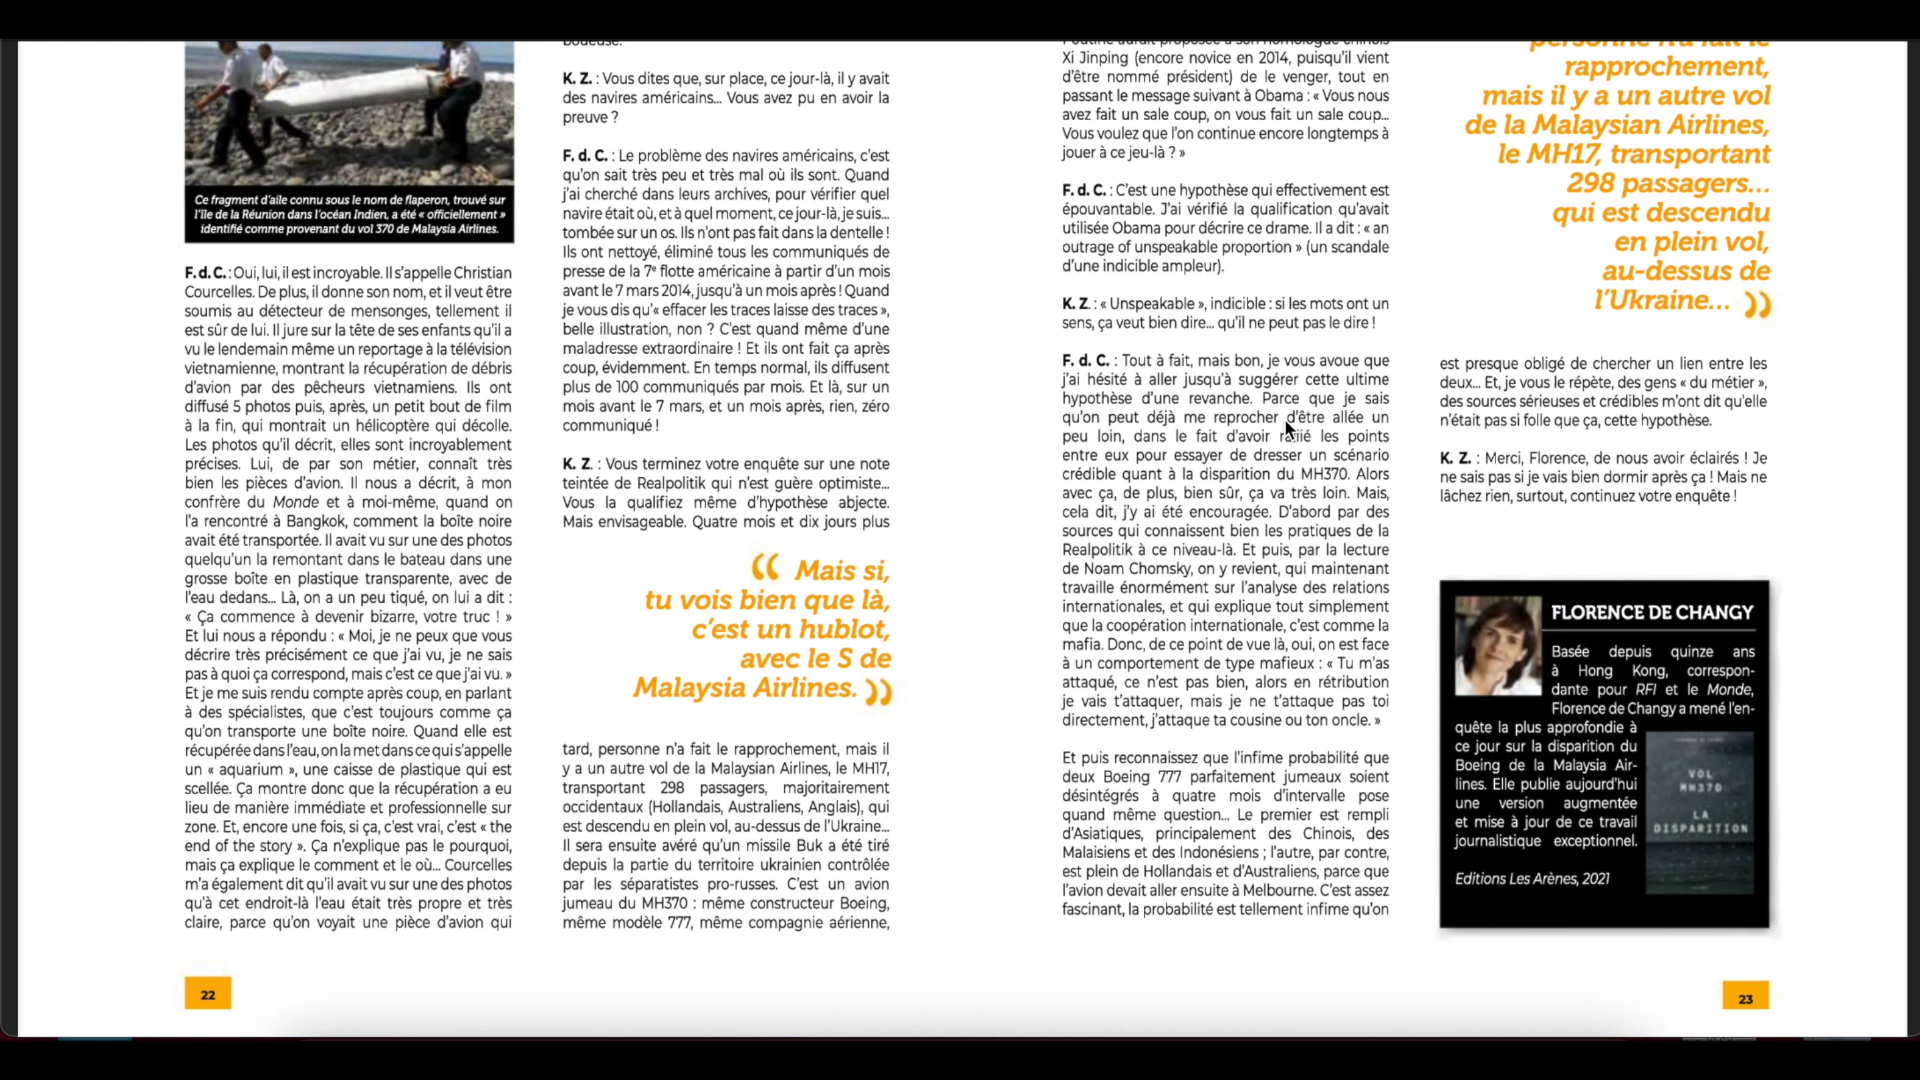 Ce fragment d'aile connu sous le nom de flaperon, trouvé sur
l'île de la Réunion dans l'océan Indien, a été « officiellement »
identifié comme provenant du vol 370 de Malaysia Airlines.
F. d. C. : Oui, lui, il est incroyable. Il s'appelle Christian
Courcelles. De plus, il donne son nom, et il veut être
soumis au détecteur de mensonges, tellement il
est sûr de lui. Il jure sur la tête de ses enfants qu'il a
vu le lendemain même un reportage à la télévision
vietnamienne, montrant la récupération de débris
d'avion par des pêcheurs vietnamiens. Ils ont
diffusé 5 photos puis, après, un petit bout de film
à la fin, qui montrait un hélicoptère qui décolle.
Les photos qu'il décrit, elles sont incroyablement
précises. Lui, de par son métier, connaît très
bien les pièces d'avion. Il nous a décrit, à mon
confrère du Monde et à moi-même, quand on
l'a rencontré à Bangkok, comment la boîte noire
avait été transportée. Il avait vu sur une des photos
quelqu'un la remontant dans le bateau dans une
grosse boîte en plastique transparente, avec de
l'eau dedans... Là, on a un peu tiqué, on lui a dit :
« Ça commence à devenir bizarre, votre truc ! »
Et lui nous a répondu : « Moi, je ne peux que vous
décrire très précisément ce que j'ai vu, je ne sais
pas à quoi ça correspond, mais c'est ce que j'ai vu. »
Et je me suis rendu compte après coup, en parlant
à des spécialistes, que c'est toujours comme ça
qu'on transporte une boîte noire. Quand elle est
récupérée dans l'eau, on la met dans ce qui s'appelle
un « aquarium », une caisse de plastique qui est
scellée. Ça montre donc que la récupération a eu
lieu de manière immédiate et professionnelle sur
zone. Et, encore une fois, si ça, c'est vrai, c'est « the
end of the story ». Ça n'explique pas le pourquoi,
mais ça explique le comment et le où... Courcelles
m'a également dit qu'il avait vu sur une des photos
qu'à cet endroit-là l'eau était très propre et très
claire, parce qu'on voyait une pièce d'avion qui
22
boudeuse.
K. Z. : Vous dites que, sur place, ce jour-là, il y avait
des navires américains... Vous avez pu en avoir la
preuve ?
F. d. C. : Le problème des navires américains, c'est
qu'on sait très peu et très mal où ils sont. Quand
j'ai cherché dans leurs archives, pour vérifier quel
navire était où, et à quel moment, ce jour-là, je suis...
tombée sur un os. Ils n'ont pas fait dans la dentelle !
Ils ont nettoyé, éliminé tous les communiqués de
presse de la 7e flotte américaine à partir d'un mois
avant le 7 mars 2014, jusqu'à un mois après ! Quand
je vous dis qu'« effacer les traces laisse des traces »,
belle illustration, non ? C'est quand même d'une
maladresse extraordinaire ! Et ils ont fait ça après
coup, évidemment. En temps normal, ils diffusent
plus de 100 communiqués par mois. Et là, sur un
mois avant le 7 mars, et un mois après, rien, zéro
communiqué !
K. Z. : Vous terminez votre enquête sur une note
teintée de Realpolitik qui n'est guère optimiste...
Vous la qualifiez même d'hypothèse abjecte.
Mais envisageable. Quatre mois et dix jours plus
“ Mais si,
tu vois bien que là,
c'est un hublot,
avec le S de
Malaysia Airlines. ”
tard, personne n'a fait le rapprochement, mais il
y a un autre vol de la Malaysian Airlines, le MH17,
transportant 298 passagers, majoritairement
occidentaux (Hollandais, Australiens, Anglais), qui
est descendu en plein vol, au-dessus de l'Ukraine...
Il sera ensuite avéré qu'un missile Buk a été tiré
depuis la partie du territoire ukrainien contrôlée
par les séparatistes pro-russes. C'est un avion
jumeau du MH370 : même constructeur Boeing,
même modèle 777, même compagnie aérienne,
Poutine aurait proposée à son homologue chinois
Xi Jinping (encore novice en 2014, puisqu'il vient
d'être nommé président) de le venger, tout en
passant le message suivant à Obama : « Vous nous
avez fait un sale coup, on vous fait un sale coup...
Vous voulez que l'on continue encore longtemps à
jouer à ce jeu-là ? »
F. d. C. : C'est une hypothèse qui effectivement est
épouvantable. J'ai vérifié la qualification qu'avait
utilisée Obama pour décrire ce drame. Il a dit : « an
outrage of unspeakable proportion » (un scandale
d'une indicible ampleur).
K. Z. : « Unspeakable », indicible : si les mots ont un
sens, ça veut bien dire... qu'il ne peut pas le dire !
F. d. C. : Tout à fait, mais bon, je vous avoue que
j'ai hésité à aller jusqu'à suggérer cette ultime
hypothèse d'une revanche. Parce que je sais
qu'on peut déjà me reprocher d'être allée un
peu loin, dans le fait d'avoir rallié les points
entre eux pour essayer de dresser un scénario
crédible quant à la disparition du MH370. Alors
avec ça, de plus, bien sûr, ça va très loin. Mais,
cela dit, j'y ai été encouragée. D'abord par des
sources qui connaissent bien les pratiques de la
Realpolitik à ce niveau-là. Et puis, par la lecture
de Noam Chomsky, on y revient, qui maintenant
travaille énormément sur l'analyse des relations
internationales, et qui explique tout simplement
que la coopération internationale, c'est comme la
mafia. Donc, de ce point de vue là, oui, on est face
à un comportement de type mafieux : « Tu m'as
attaqué, ce n'est pas bien, alors en rétribution
je vais t'attaquer, mais je ne t'attaque pas toi
directement, j'attaque ta cousine ou ton oncle. »
Et puis reconnaissez que l'infime probabilité que
deux Boeing 777 parfaitement jumeaux soient
désintégrés à quatre mois d'intervalle pose
quand même question... Le premier est rempli
d'Asiatiques, principalement des Chinois, des
Malaisiens et des Indonésiens ; l'autre, par contre,
est plein de Hollandais et d'Australiens, parce que
l'avion devait aller ensuite à Melbourne. C'est assez
fascinant, la probabilité est tellement infime qu'on
personne n'a fait le
rapprochement,
mais il y a un autre vol
de la Malaysian Airlines,
le MH17, transportant
298 passagers...
qui est descendu
en plein vol,
au-dessus de
l'Ukraine... ”
est presque obligé de chercher un lien entre les
deux... Et, je vous le répète, des gens « du métier »,
des sources sérieuses et crédibles m'ont dit qu'elle
n'était pas si folle que ça, cette hypothèse.
K. Z. : Merci, Florence, de nous avoir éclairés ! Je
ne sais pas si je vais bien dormir après ça ! Mais ne
lâchez rien, surtout, continuez votre enquête !
FLORENCE DE CHANGY
Basée depuis quinze ans
à Hong Kong, correspon-
dante pour RFI et le Monde,
Florence de Changy a mené l'en-
quête la plus approfondie à
ce jour sur la disparition du
Boeing de la Malaysia Air-
lines. Elle publie aujourd'hui
une version augmentée
et mise à jour de ce travail
journalistique exceptionnel.
Editions Les Arènes, 2021
VOL
MH370
LA
DISPARITION
23